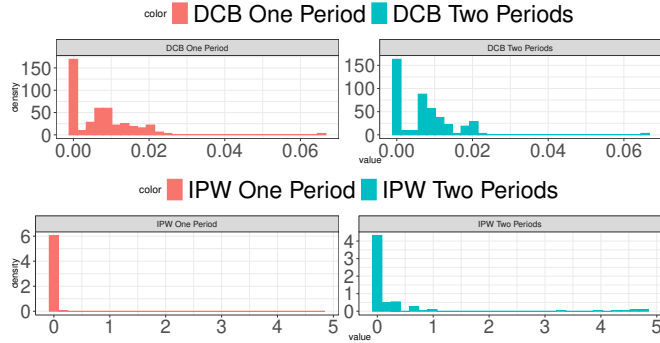 color DCB One Period DCB Two Periods
DCB One Period DCB Two Periods
density
150
100
50
0
0.00 0.02 0.04 0.06
150
100
50
0
0.00 0.02 0.04 0.06
value
color IPW One Period IPW Two Periods
IPW One Period IPW Two Periods
density
6
4
2
0
0 1 2 3 4 5
4
3
2
1
0
0 1 2 3 4 5
value